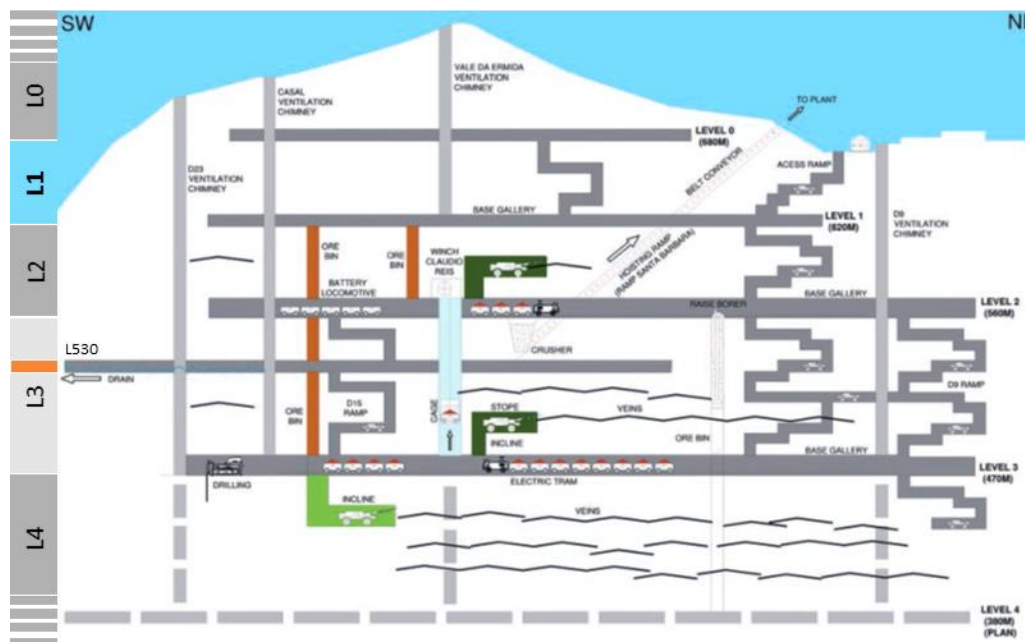 SW
NE
L0
L1
L2
L3
L4
L530
VALE DA ERMIDA
VENTILATION
CHIMNEY
CASAL
VENTILATION
CHIMNEY
TO PLANT
LEVEL 0
(680M)
BELT CONVEYOR
ACESS RAMP
D23
VENTILATION
CHIMNEY
BASE GALLERY
LEVEL 1
(620M)
D9
VENTILATION
CHIMNEY
ORE
BIN
ORE
BIN
WINCH
CLAUDIO
REIS
HOISTING RAMP
(RAMP SANTA BARBARA)
BATTERY
LOCOMOTIVE
BASE GALLERY
RAISE BORER
LEVEL 2
(560M)
CRUSHER
DRAIN
D9 RAMP
ORE
BIN
D15
RAMP
CAGE
STOPE
VEINS
INCLINE
ORE BIN
BASE GALLERY
LEVEL 3
(470M)
DRILLING
ELECTRIC TRAM
INCLINE
VEINS
LEVEL 4
(380M)
(PLAN)